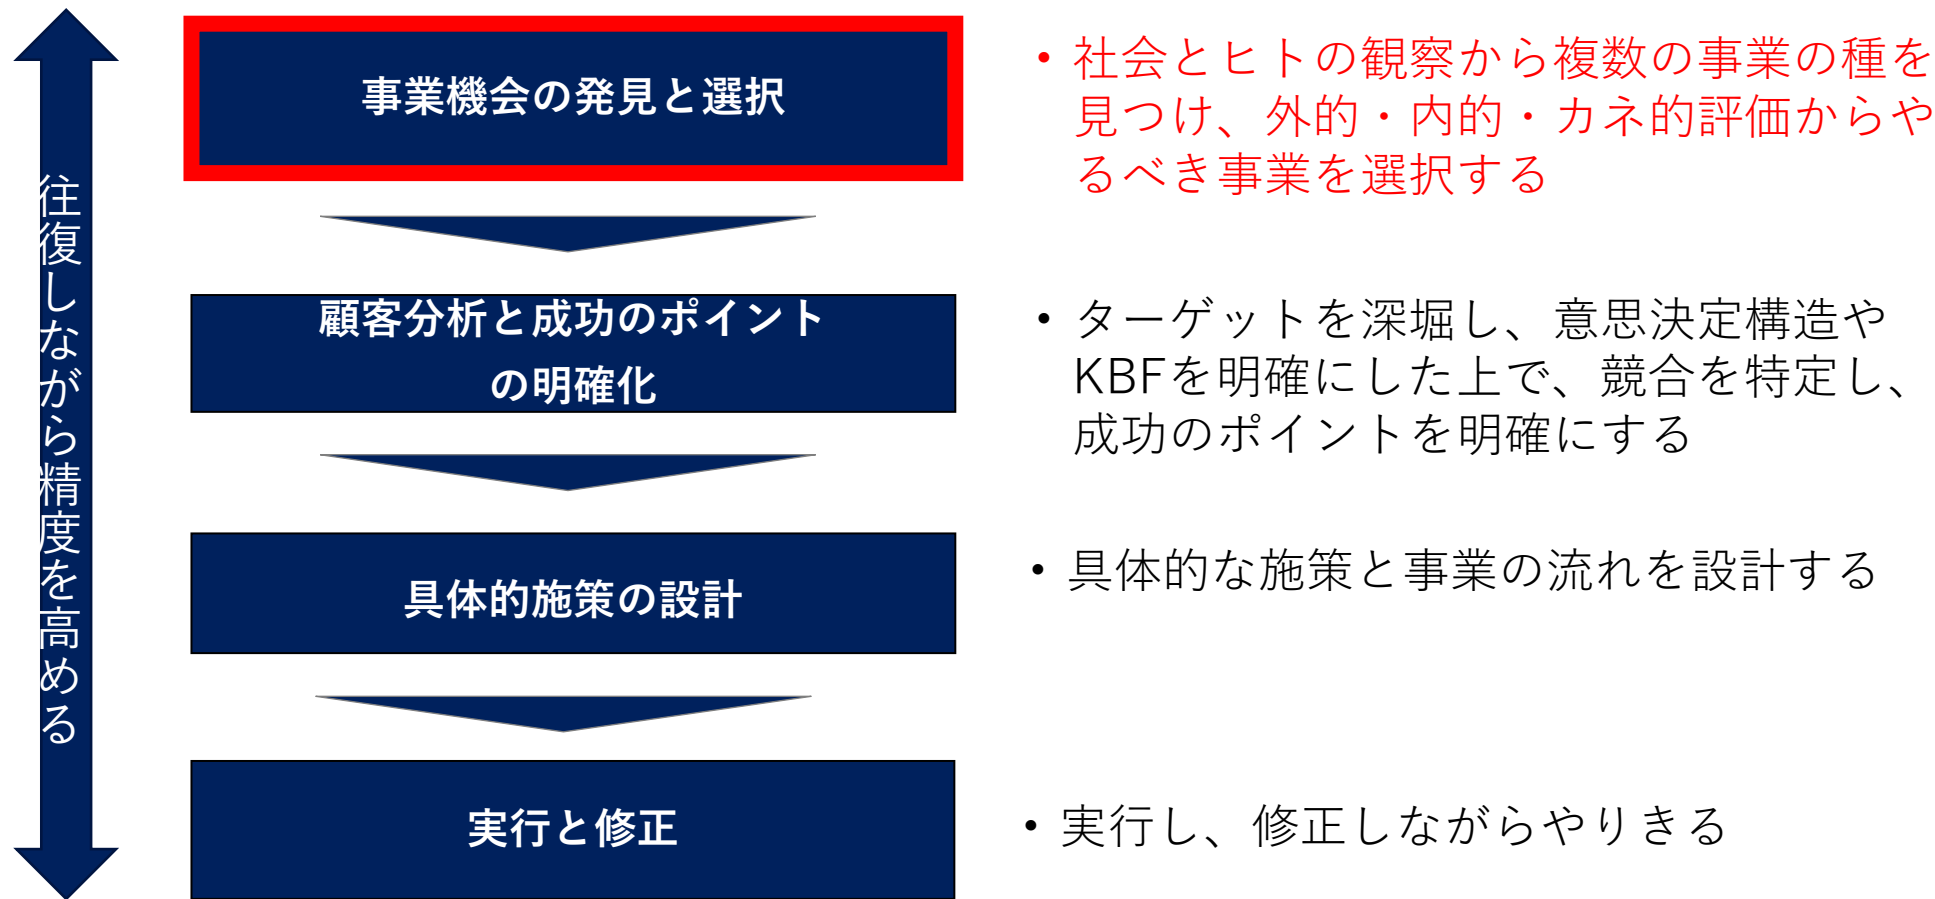 往復しながら精度を高める
事業機会の発見と選択
・社会とヒトの観察から複数の事業の種を
見つけ、外的・内的・カネ的評価からや
るべき事業を選択する
顧客分析と成功のポイント
の明確化
・ターゲットを深堀し、意思決定構造や
KBFを明確にした上で、競合を特定し、
成功のポイントを明確にする
具体的施策の設計
・具体的な施策と事業の流れを設計する
実行と修正
・実行し、修正しながらやりきる